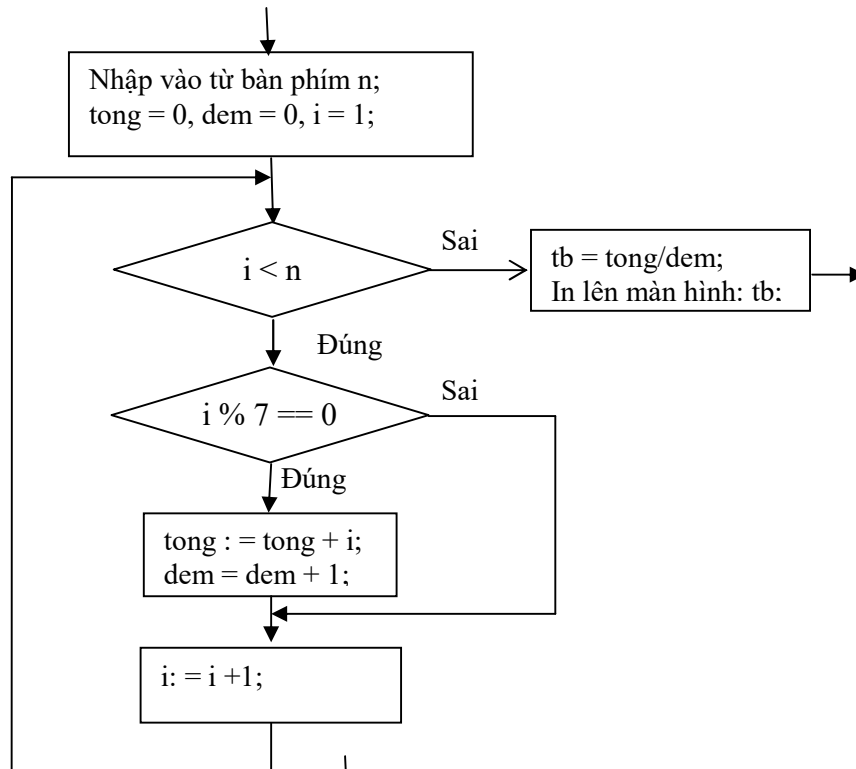 Nhập vào từ bàn phím n;
tong = 0, dem = 0, i = 1;
i < n
Sai
tb = tong/dem;
In lên màn hình: tb;
Đúng
i % 7 == 0
Sai
Đúng
tong : = tong + i;
dem = dem + 1;
i: = i +1;